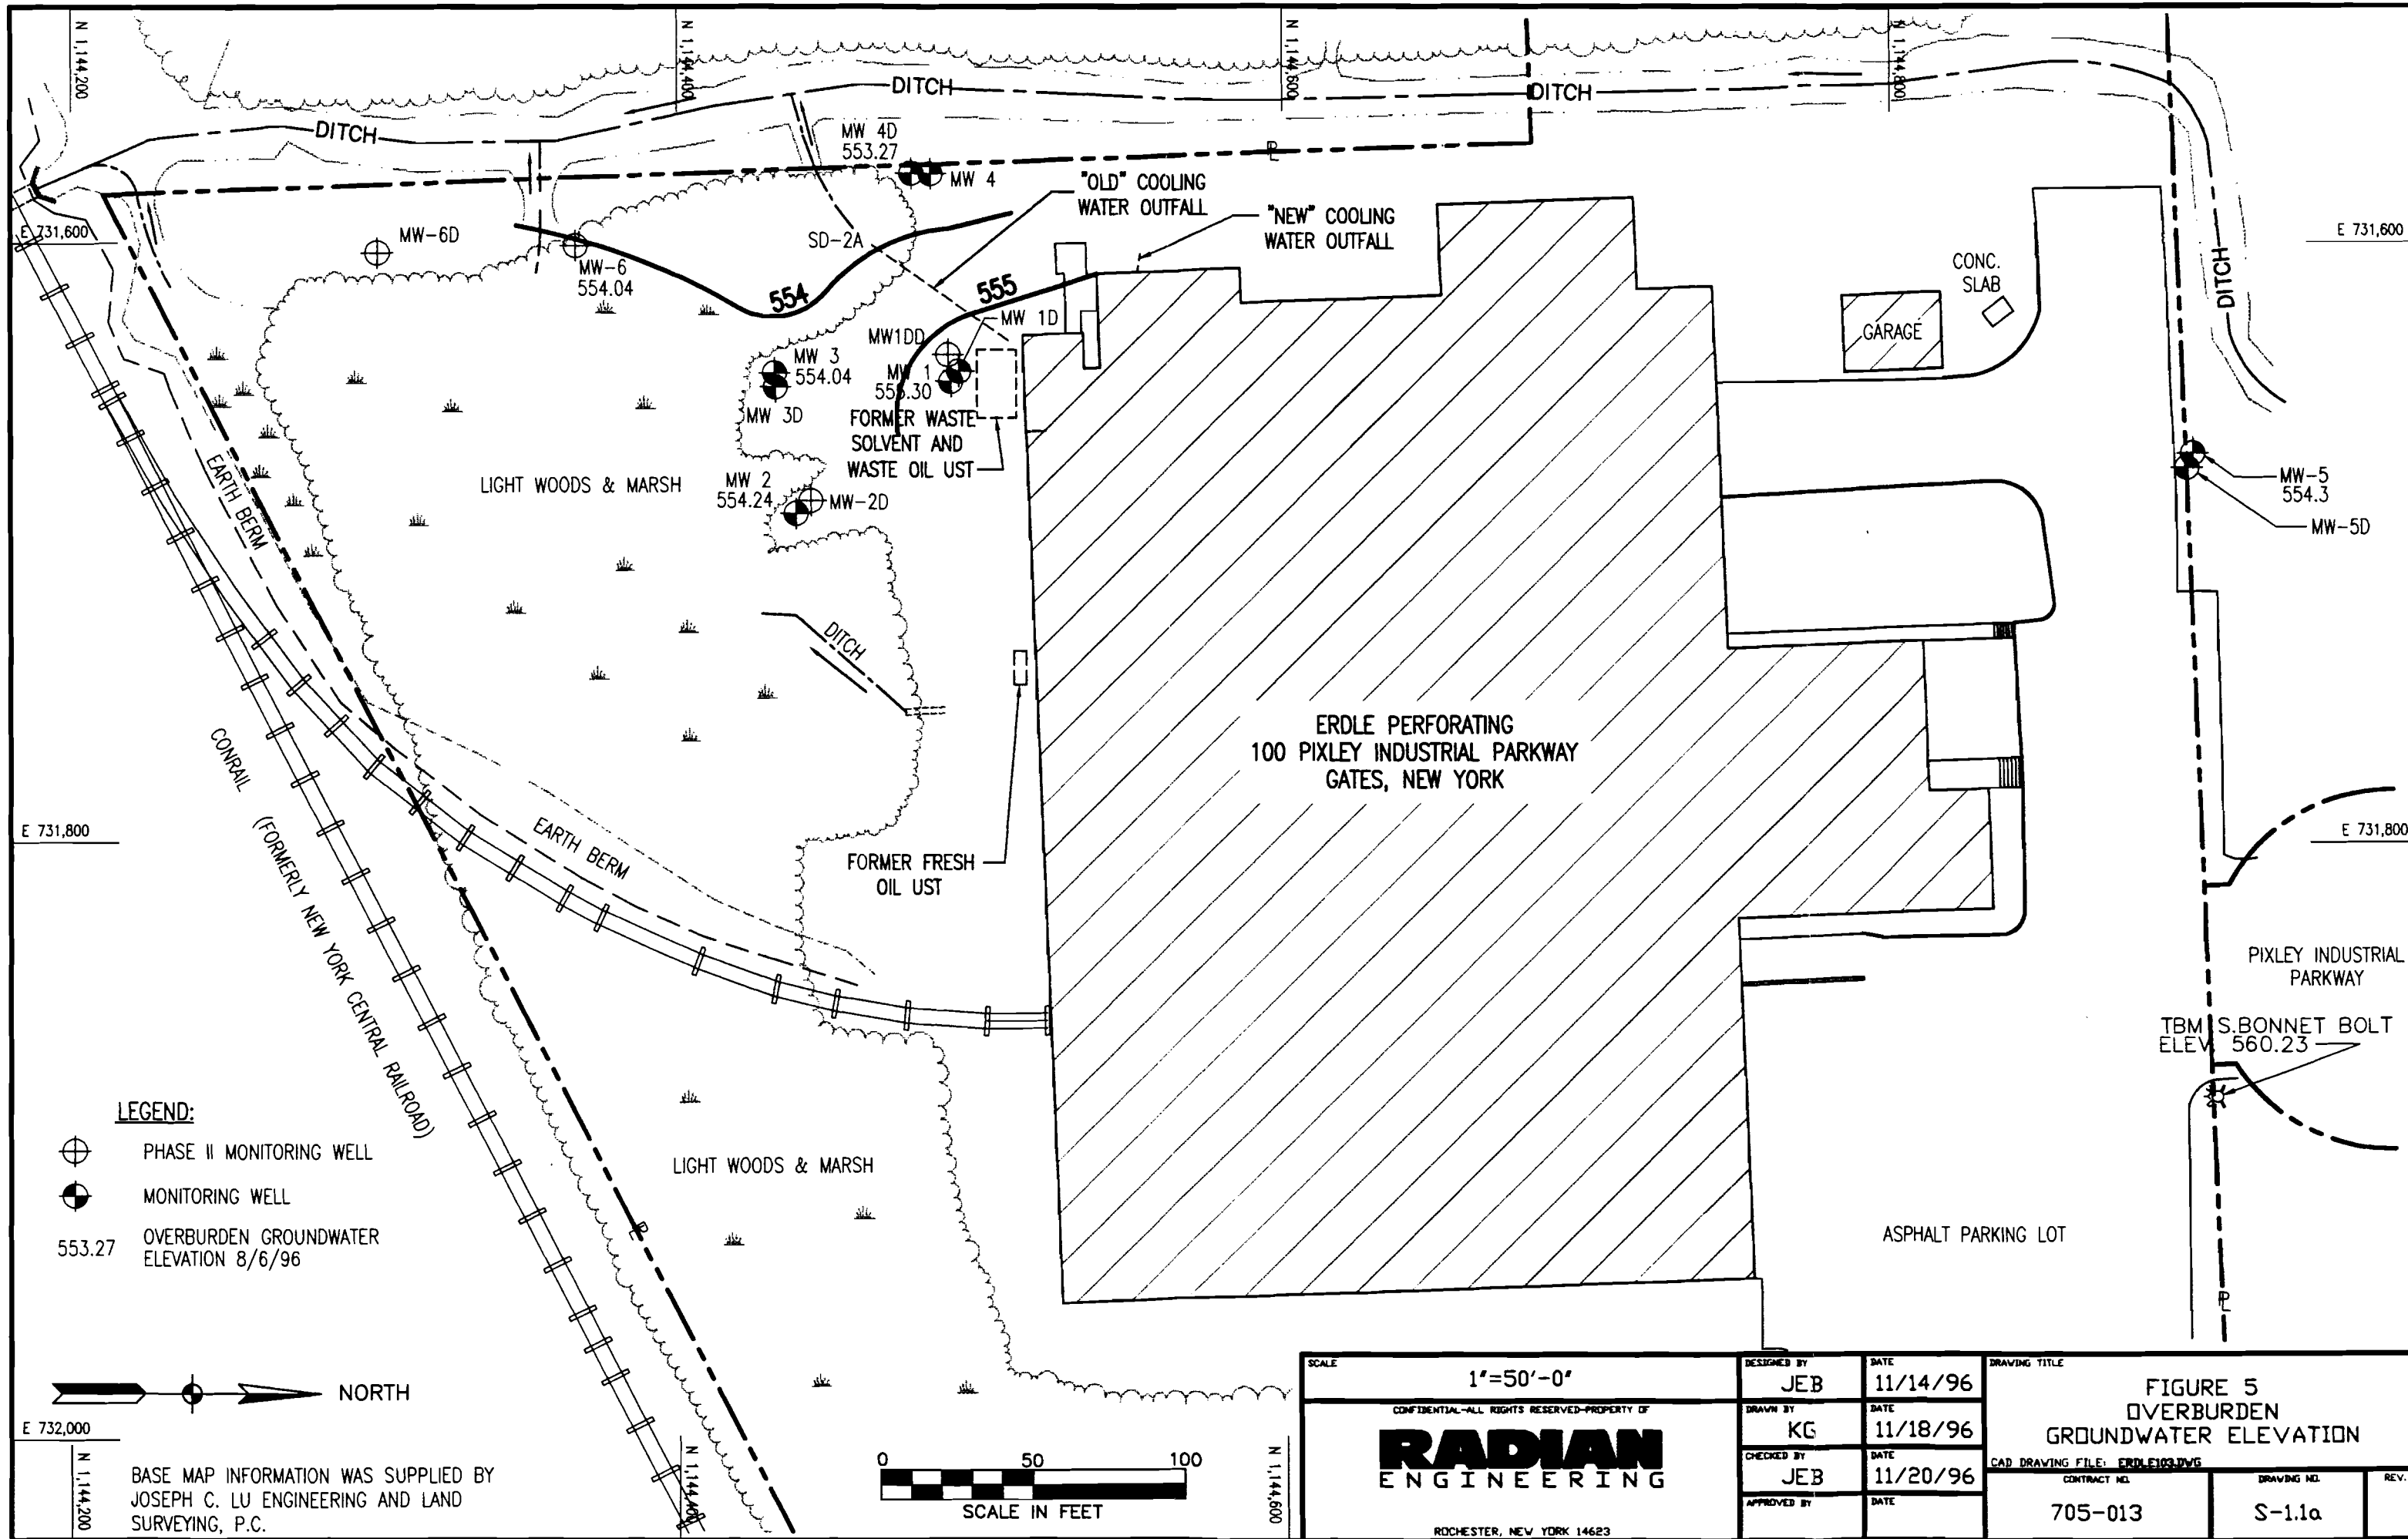 N 1,144,200
N 1,144,400
N 1,144,600
N 1,144,800
DITCH
DITCH
DITCH
DITCH
E 731,600
E 731,600
MW-6D
MW-6
554.04
MW 4D
553.27
MW 4
"OLD" COOLING
WATER OUTFALL
"NEW" COOLING
WATER OUTFALL
SD-2A
554
555
MW 1D
MW1DD
MW 1
555.30
MW 3
554.04
MW 3D
FORMER WASTE
SOLVENT AND
WASTE OIL UST
MW 2
554.24
MW-2D
CONC.
SLAB
GARAGE
MW-5
554.3
MW-5D
LIGHT WOODS & MARSH
EARTH BERM
DITCH
ERDLE PERFORATING
100 PIXLEY INDUSTRIAL PARKWAY
GATES, NEW YORK
CONRAIL (FORMERLY NEW YORK CENTRAL RAILROAD)
E 731,800
E 731,800
EARTH BERM
FORMER FRESH
OIL UST
PIXLEY INDUSTRIAL
PARKWAY
TBM S.BONNET BOLT
ELEV. 560.23
LIGHT WOODS & MARSH
ASPHALT PARKING LOT
LEGEND:
PHASE II MONITORING WELL
MONITORING WELL
553.27 OVERBURDEN GROUNDWATER
ELEVATION 8/6/96
NORTH
E 732,000
N 1,144,200
N 1,144,400
N 1,144,600
BASE MAP INFORMATION WAS SUPPLIED BY
JOSEPH C. LU ENGINEERING AND LAND
SURVEYING, P.C.
0 50 100
SCALE IN FEET
SCALE
1"=50'-0"
CONFIDENTIAL-ALL RIGHTS RESERVED-PROPERTY OF
RADIAN
ENGINEERING
ROCHESTER, NEW YORK 14623
DESIGNED BY
JEB
DATE
11/14/96
DRAWN BY
KG
DATE
11/18/96
CHECKED BY
JEB
DATE
11/20/96
APPROVED BY
DATE
DRAWING TITLE
FIGURE 5
OVERBURDEN
GROUNDWATER ELEVATION
CAD DRAWING FILE: ERDLE103.DWG
CONTRACT NO.
705-013
DRAWING NO.
S-1.1a
REV.